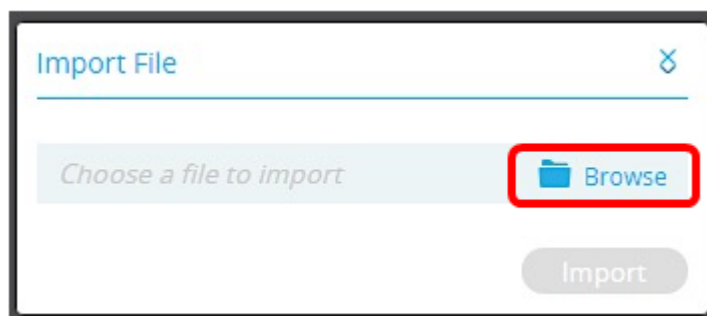 Import File
Choose a file to import
Browse
Import